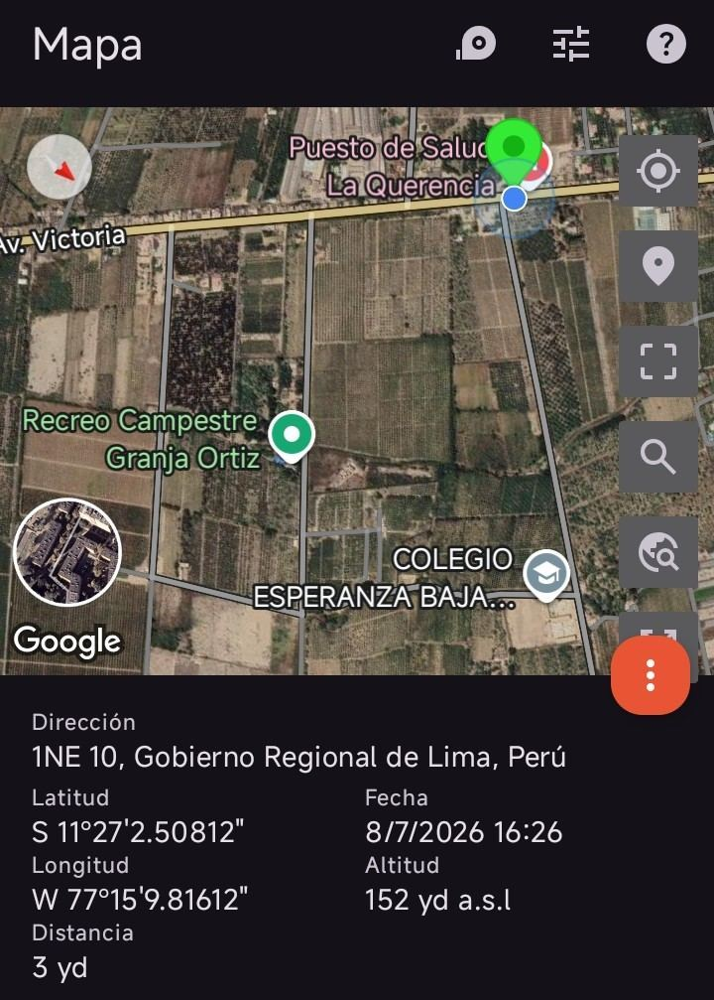 Mapa
Puesto de Salud
La Querencia
Av. Victoria
Recreo Campestre
Granja Ortiz
COLEGIO
ESPERANZA BAJA...
Google
Dirección
1NE 10, Gobierno Regional de Lima, Perú
Latitud
Fecha
S 11°27'2.50812"
8/7/2026 16:26
Longitud
Altitud
W 77°15'9.81612"
152 yd a.s.l
Distancia
3 yd